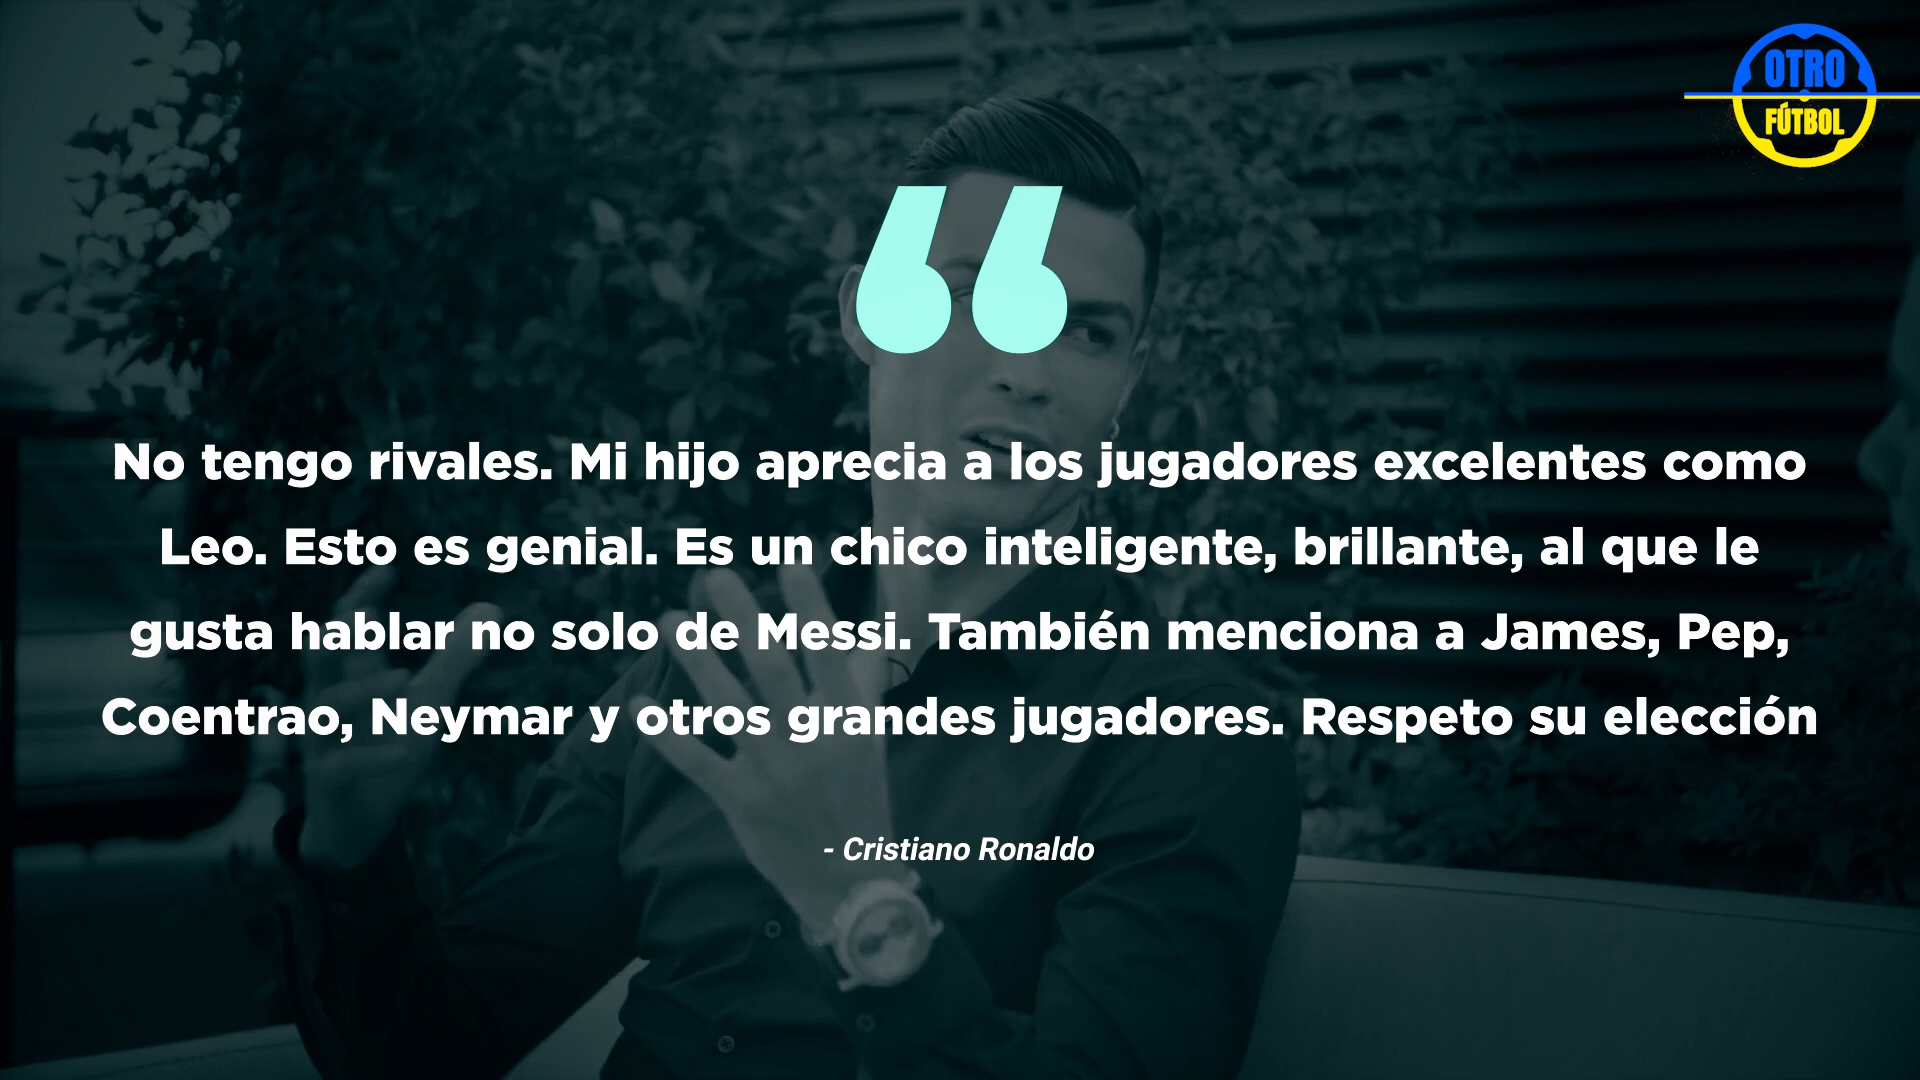 OTRO
FÚTBOL
“
No tengo rivales. Mi hijo aprecia a los jugadores excelentes como
Leo. Esto es genial. Es un chico inteligente, brillante, al que le
gusta hablar no solo de Messi. También menciona a James, Pep,
Coentrao, Neymar y otros grandes jugadores. Respeto su elección
- Cristiano Ronaldo